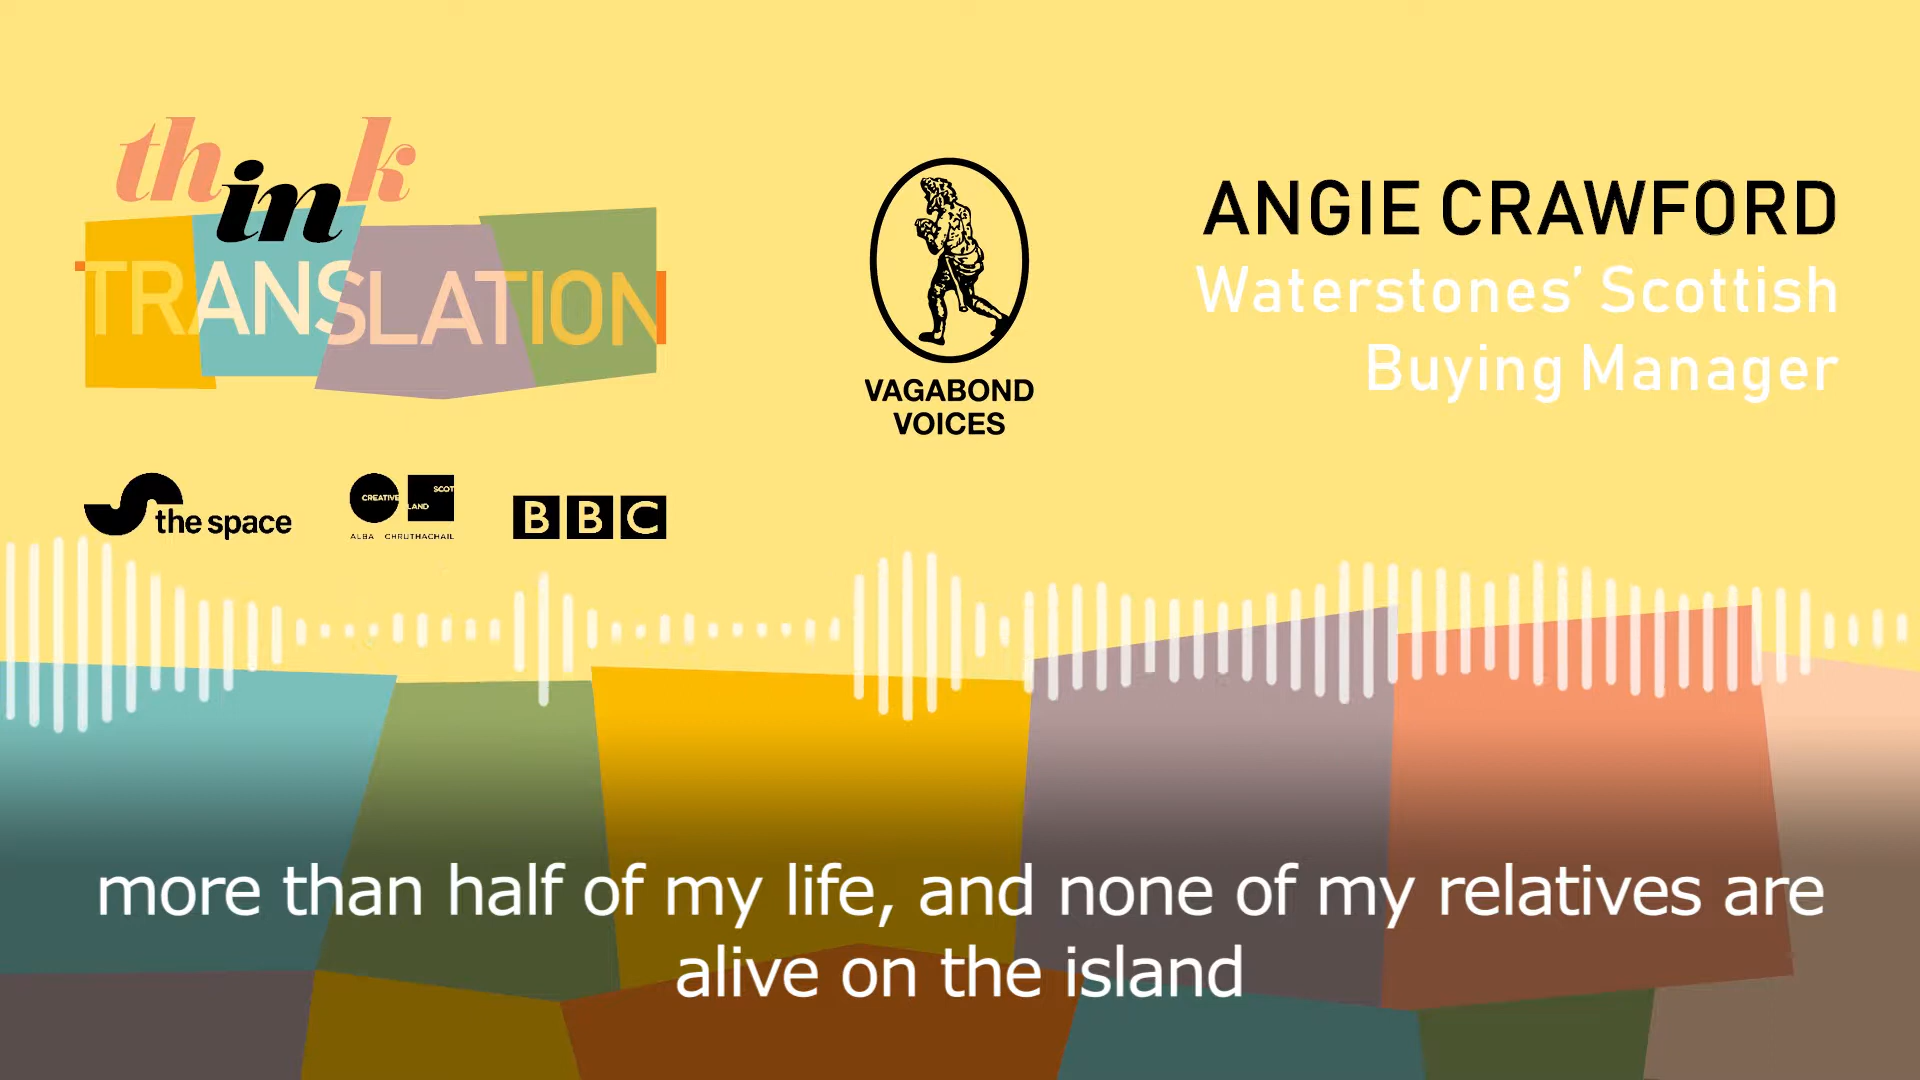 think
TRANSLATION
the space
CREATIVE SCOT
LAND
ALBA CHRUTHACHAIL
BBC
VAGABOND
VOICES
ANGIE CRAWFORD
Waterstones’ Scottish
Buying Manager
more than half of my life, and none of my relatives are
alive on the island